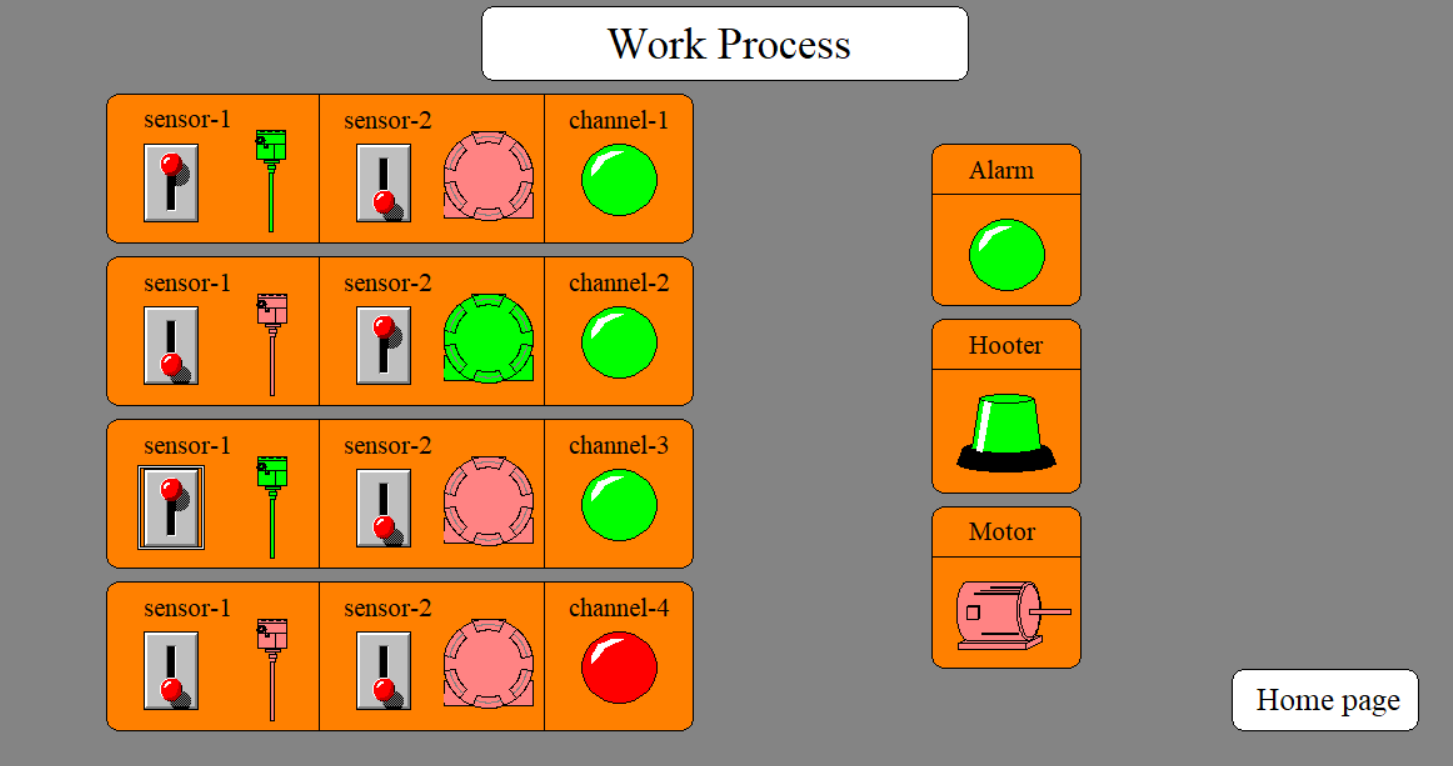 Work Process
sensor-1
sensor-2
channel-1
sensor-1
sensor-2
channel-2
sensor-1
sensor-2
channel-3
sensor-1
sensor-2
channel-4
Alarm
Hooter
Motor
Home page